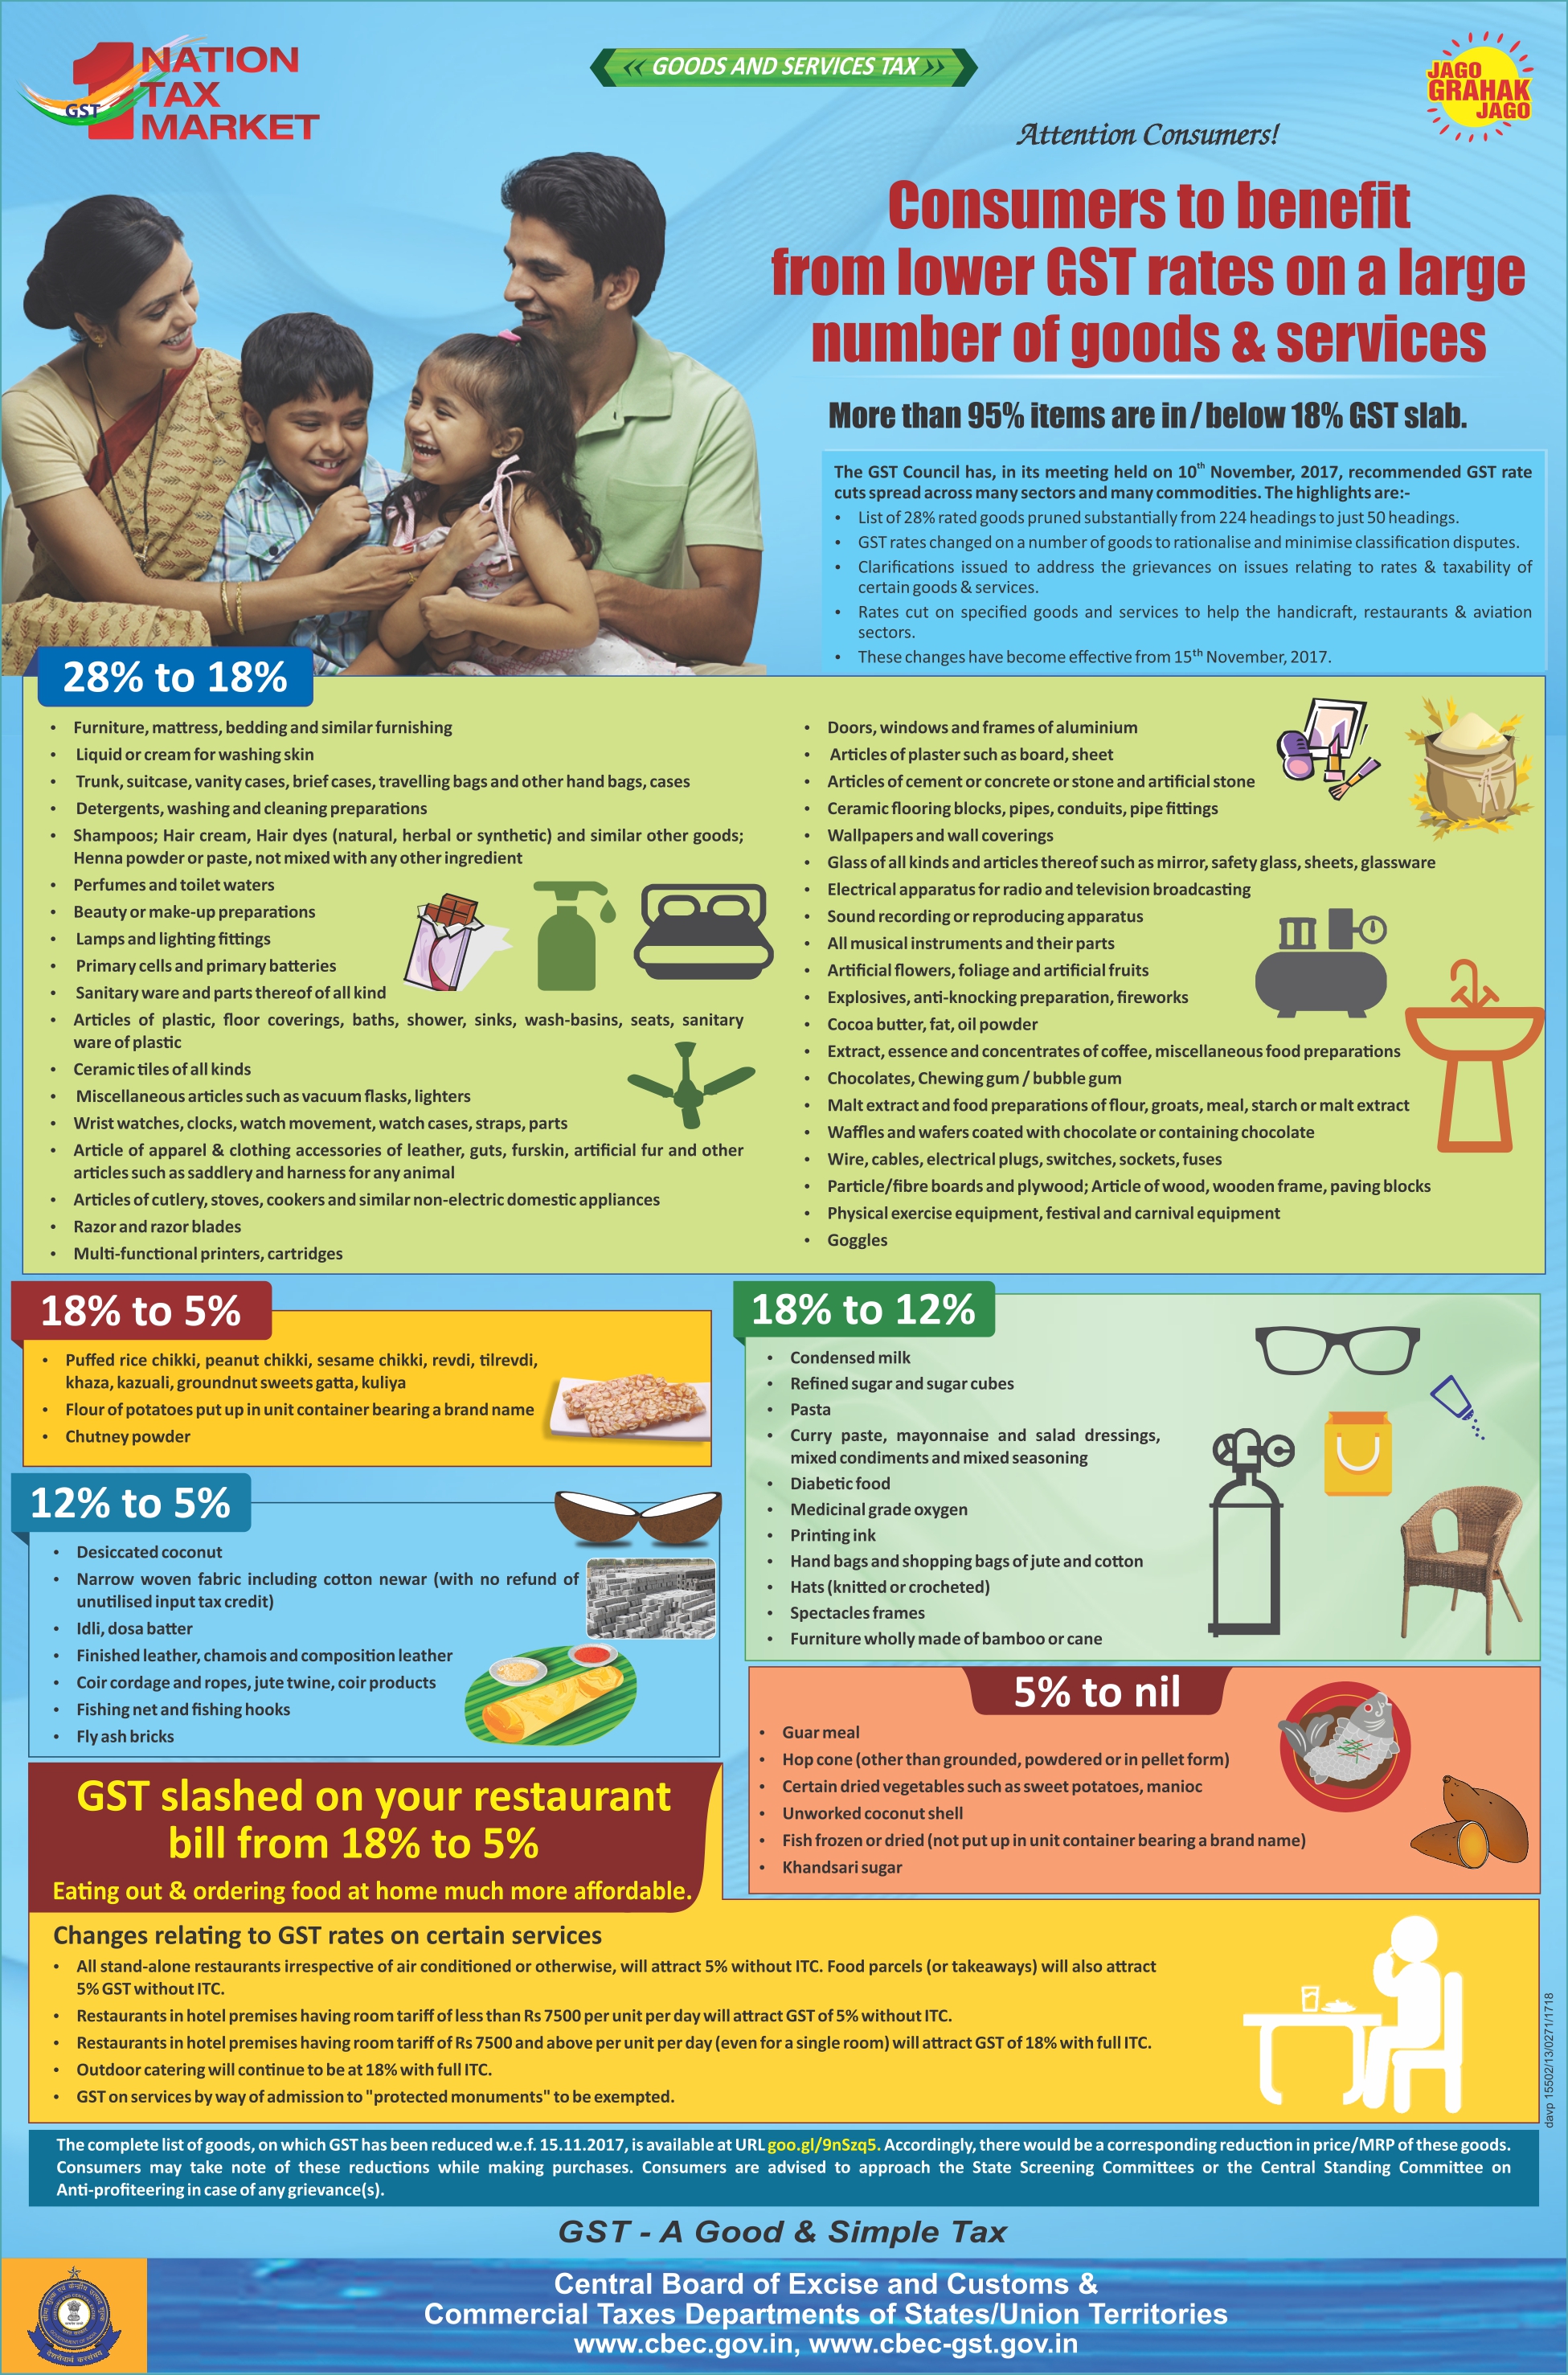 1 NATION
TAX
MARKET
GST
GOODS AND SERVICES TAX
JAGO
GRAHAK
JAGO
Attention Consumers!
Consumers to benefit
from lower GST rates on a large
number of goods & services
More than 95% items are in / below 18% GST slab.
The GST Council has, in its meeting held on 10th November, 2017, recommended GST rate
cuts spread across many sectors and many commodities. The highlights are:-
• List of 28% rated goods pruned substantially from 224 headings to just 50 headings.
• GST rates changed on a number of goods to rationalise and minimise classification disputes.
• Clarifications issued to address the grievances on issues relating to rates & taxability of
certain goods & services.
• Rates cut on specified goods and services to help the handicraft, restaurants & aviation
sectors.
• These changes have become effective from 15th November, 2017.
28% to 18%
• Furniture, mattress, bedding and similar furnishing
• Liquid or cream for washing skin
• Trunk, suitcase, vanity cases, brief cases, travelling bags and other hand bags, cases
• Detergents, washing and cleaning preparations
• Shampoos; Hair cream, Hair dyes (natural, herbal or synthetic) and similar other goods;
Henna powder or paste, not mixed with any other ingredient
• Perfumes and toilet waters
• Beauty or make-up preparations
• Lamps and lighting fittings
• Primary cells and primary batteries
• Sanitary ware and parts thereof of all kind
• Articles of plastic, floor coverings, baths, shower, sinks, wash-basins, seats, sanitary
ware of plastic
• Ceramic tiles of all kinds
• Miscellaneous articles such as vacuum flasks, lighters
• Wrist watches, clocks, watch movement, watch cases, straps, parts
• Article of apparel & clothing accessories of leather, guts, furskin, artificial fur and other
articles such as saddlery and harness for any animal
• Articles of cutlery, stoves, cookers and similar non-electric domestic appliances
• Razor and razor blades
• Multi-functional printers, cartridges
• Doors, windows and frames of aluminium
• Articles of plaster such as board, sheet
• Articles of cement or concrete or stone and artificial stone
• Ceramic flooring blocks, pipes, conduits, pipe fittings
• Wallpapers and wall coverings
• Glass of all kinds and articles thereof such as mirror, safety glass, sheets, glassware
• Electrical apparatus for radio and television broadcasting
• Sound recording or reproducing apparatus
• All musical instruments and their parts
• Artificial flowers, foliage and artificial fruits
• Explosives, anti-knocking preparation, fireworks
• Cocoa butter, fat, oil powder
• Extract, essence and concentrates of coffee, miscellaneous food preparations
• Chocolates, Chewing gum / bubble gum
• Malt extract and food preparations of flour, groats, meal, starch or malt extract
• Waffles and wafers coated with chocolate or containing chocolate
• Wire, cables, electrical plugs, switches, sockets, fuses
• Particle/fibre boards and plywood; Article of wood, wooden frame, paving blocks
• Physical exercise equipment, festival and carnival equipment
• Goggles
18% to 5%
• Puffed rice chikki, peanut chikki, sesame chikki, revdi, tilrevdi,
khaza, kazuali, groundnut sweets gatta, kuliya
• Flour of potatoes put up in unit container bearing a brand name
• Chutney powder
12% to 5%
• Desiccated coconut
• Narrow woven fabric including cotton newar (with no refund of
unutilised input tax credit)
• Idli, dosa batter
• Finished leather, chamois and composition leather
• Coir cordage and ropes, jute twine, coir products
• Fishing net and fishing hooks
• Fly ash bricks
18% to 12%
• Condensed milk
• Refined sugar and sugar cubes
• Pasta
• Curry paste, mayonnaise and salad dressings,
mixed condiments and mixed seasoning
• Diabetic food
• Medicinal grade oxygen
• Printing ink
• Hand bags and shopping bags of jute and cotton
• Hats (knitted or crocheted)
• Spectacles frames
• Furniture wholly made of bamboo or cane
5% to nil
• Guar meal
• Hop cone (other than grounded, powdered or in pellet form)
• Certain dried vegetables such as sweet potatoes, manioc
• Unworked coconut shell
• Fish frozen or dried (not put up in unit container bearing a brand name)
• Khandsari sugar
GST slashed on your restaurant
bill from 18% to 5%
Eating out & ordering food at home much more affordable.
Changes relating to GST rates on certain services
• All stand-alone restaurants irrespective of air conditioned or otherwise, will attract 5% without ITC. Food parcels (or takeaways) will also attract
5% GST without ITC.
• Restaurants in hotel premises having room tariff of less than Rs 7500 per unit per day will attract GST of 5% without ITC.
• Restaurants in hotel premises having room tariff of Rs 7500 and above per unit per day (even for a single room) will attract GST of 18% with full ITC.
• Outdoor catering will continue to be at 18% with full ITC.
• GST on services by way of admission to "protected monuments" to be exempted.
davp 15502/13/0271/1718
The complete list of goods, on which GST has been reduced w.e.f. 15.11.2017, is available at URL goo.gl/9nSzq5. Accordingly, there would be a corresponding reduction in price/MRP of these goods.
Consumers may take note of these reductions while making purchases. Consumers are advised to approach the State Screening Committees or the Central Standing Committee on
Anti-profiteering in case of any grievance(s).
GST - A Good & Simple Tax
Central Board of Excise and Customs &
Commercial Taxes Departments of States/Union Territories
www.cbec.gov.in, www.cbec-gst.gov.in